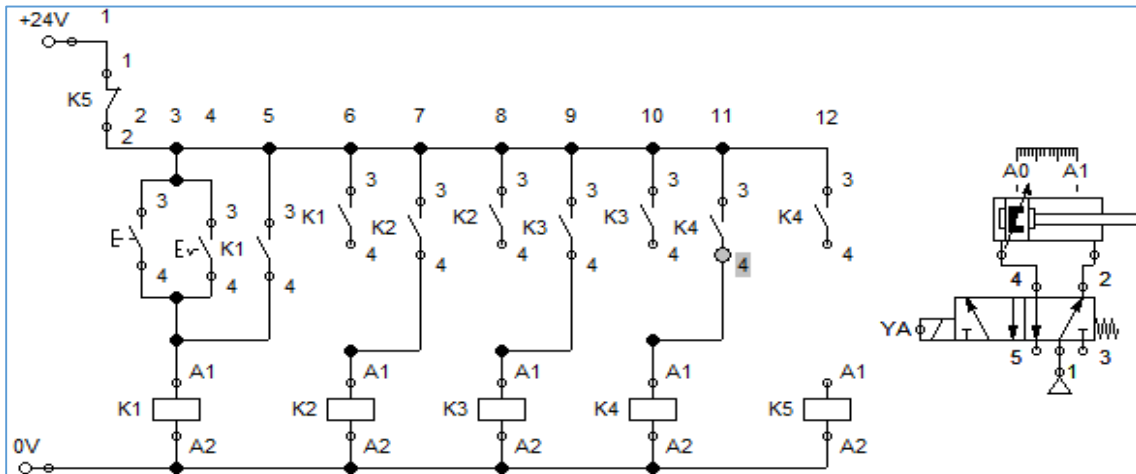 +24V 1
1
K5
2 3 4 5 6 7 8 9 10 11 12
2
3 3 3 3 3 3 3 3 3 3
K1 K1 K2 K2 K3 K3 K4 K4
4 4 4 4 4 4 4 4 4 4
A1 A1 A1 A1 A1
K1 K2 K3 K4 K5
A2 A2 A2 A2 A2
0V
A0 A1
4 2
YA
5 1 3